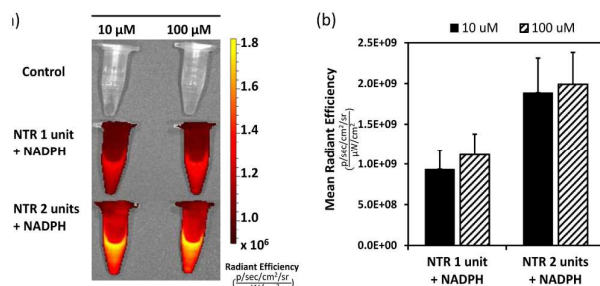 a)
10 µM 100 µM
Control
NTR 1 unit
+ NADPH
NTR 2 units
+ NADPH
1.8
1.6
1.4
1.2
1.0
x 10⁶
Radiant Efficiency
(p/sec/cm²/sr
(b)
10 uM 100 uM
Mean Radiant Efficiency
(p/sec/cm²/sr
µW/cm²)
2.5E+09
2.0E+09
1.5E+09
1.0E+09
5.0E+08
0.0E+00
NTR 1 unit
+ NADPH
NTR 2 units
+ NADPH